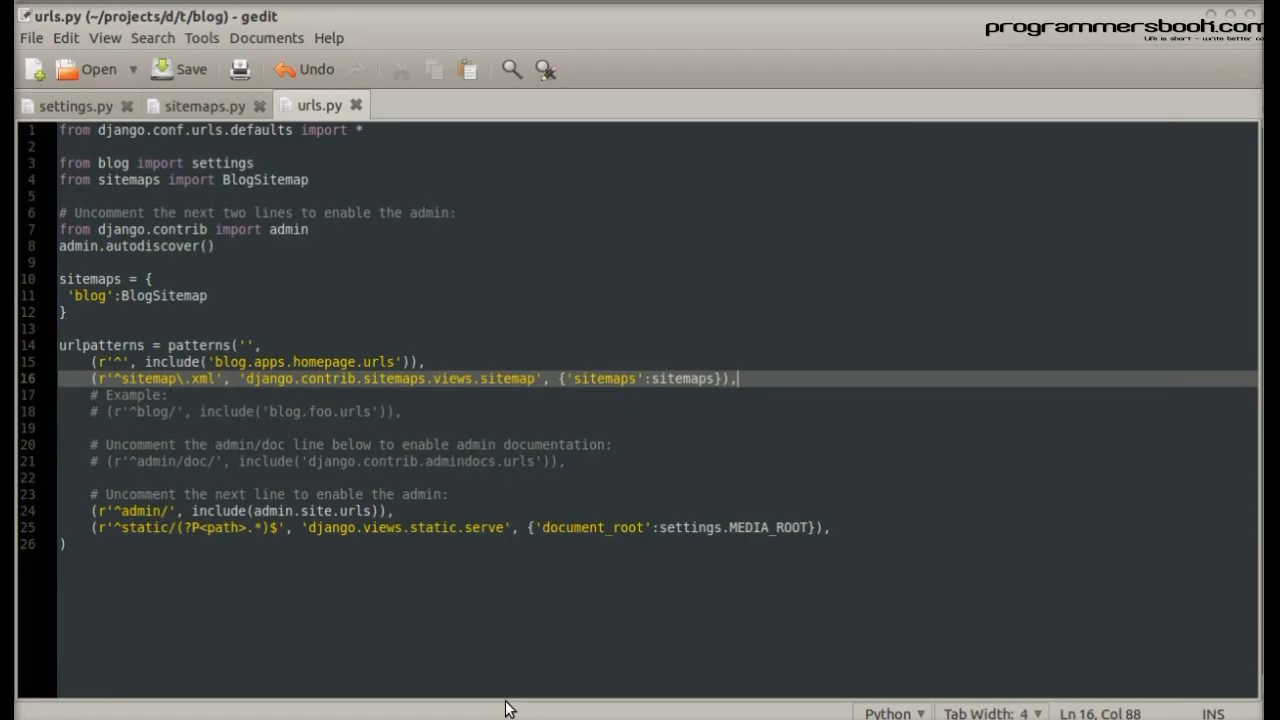 urls.py (~/projects/d/t/blog) - gedit
programmersbook.com
File Edit View Search Tools Documents Help
Open Save Undo
settings.py sitemaps.py urls.py
1 from django.conf.urls.defaults import *
2
3 from blog import settings
4 from sitemaps import BlogSitemap
5
6 # Uncomment the next two lines to enable the admin:
7 from django.contrib import admin
8 admin.autodiscover()
9
10 sitemaps = {
11 'blog':BlogSitemap
12 }
13
14 urlpatterns = patterns('',
15 (r'^', include('blog.apps.homepage.urls')),
16 (r'^sitemap\.xml', 'django.contrib.sitemaps.views.sitemap', {'sitemaps':sitemaps}),
17 # Example:
18 # (r'^blog/', include('blog.foo.urls')),
19
20 # Uncomment the admin/doc line below to enable admin documentation:
21 # (r'^admin/doc/', include('django.contrib.admindocs.urls')),
22
23 # Uncomment the next line to enable the admin:
24 (r'^admin/', include(admin.site.urls)),
25 (r'^static/(?P<path>.*)$', 'django.views.static.serve', {'document_root':settings.MEDIA_ROOT}),
26 )
Python Tab Width: 4 Ln 16, Col 88 INS